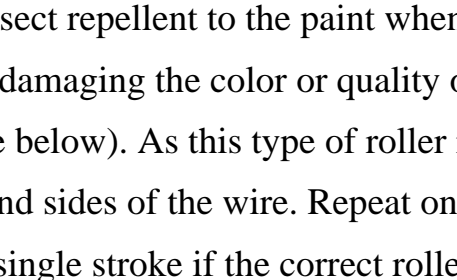 sect repellent to the paint when
damaging the color or quality
below). As this type of roller
nd sides of the wire. Repeat on
single stroke if the correct rolle